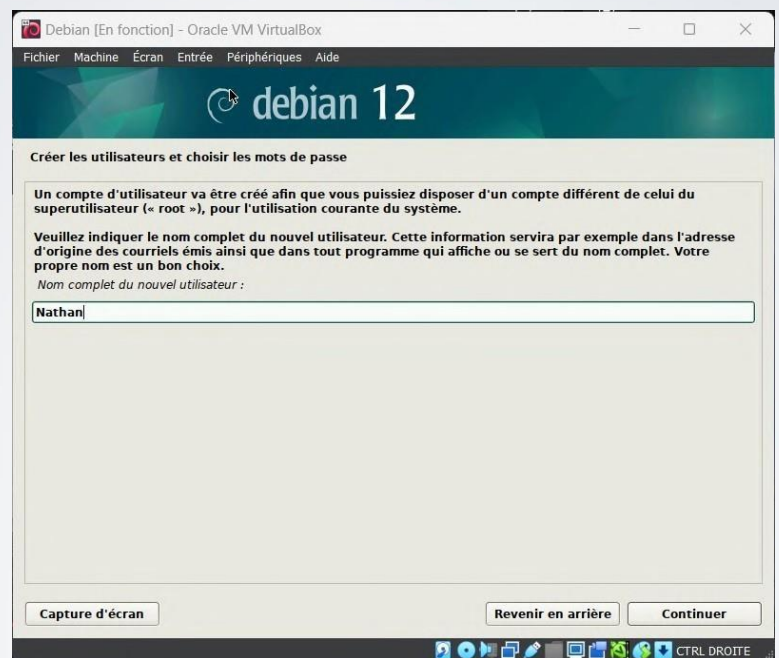 Debian [En fonction] - Oracle VM VirtualBox
Fichier Machine Écran Entrée Périphériques Aide
debian 12
Créer les utilisateurs et choisir les mots de passe
Un compte d'utilisateur va être créé afin que vous puissiez disposer d'un compte différent de celui du
superutilisateur (« root »), pour l'utilisation courante du système.
Veuillez indiquer le nom complet du nouvel utilisateur. Cette information servira par exemple dans l'adresse
d'origine des courriels émis ainsi que dans tout programme qui affiche ou se sert du nom complet. Votre
propre nom est un bon choix.
Nom complet du nouvel utilisateur :
Nathan
Capture d'écran
Revenir en arrière
Continuer
CTRL DROITE